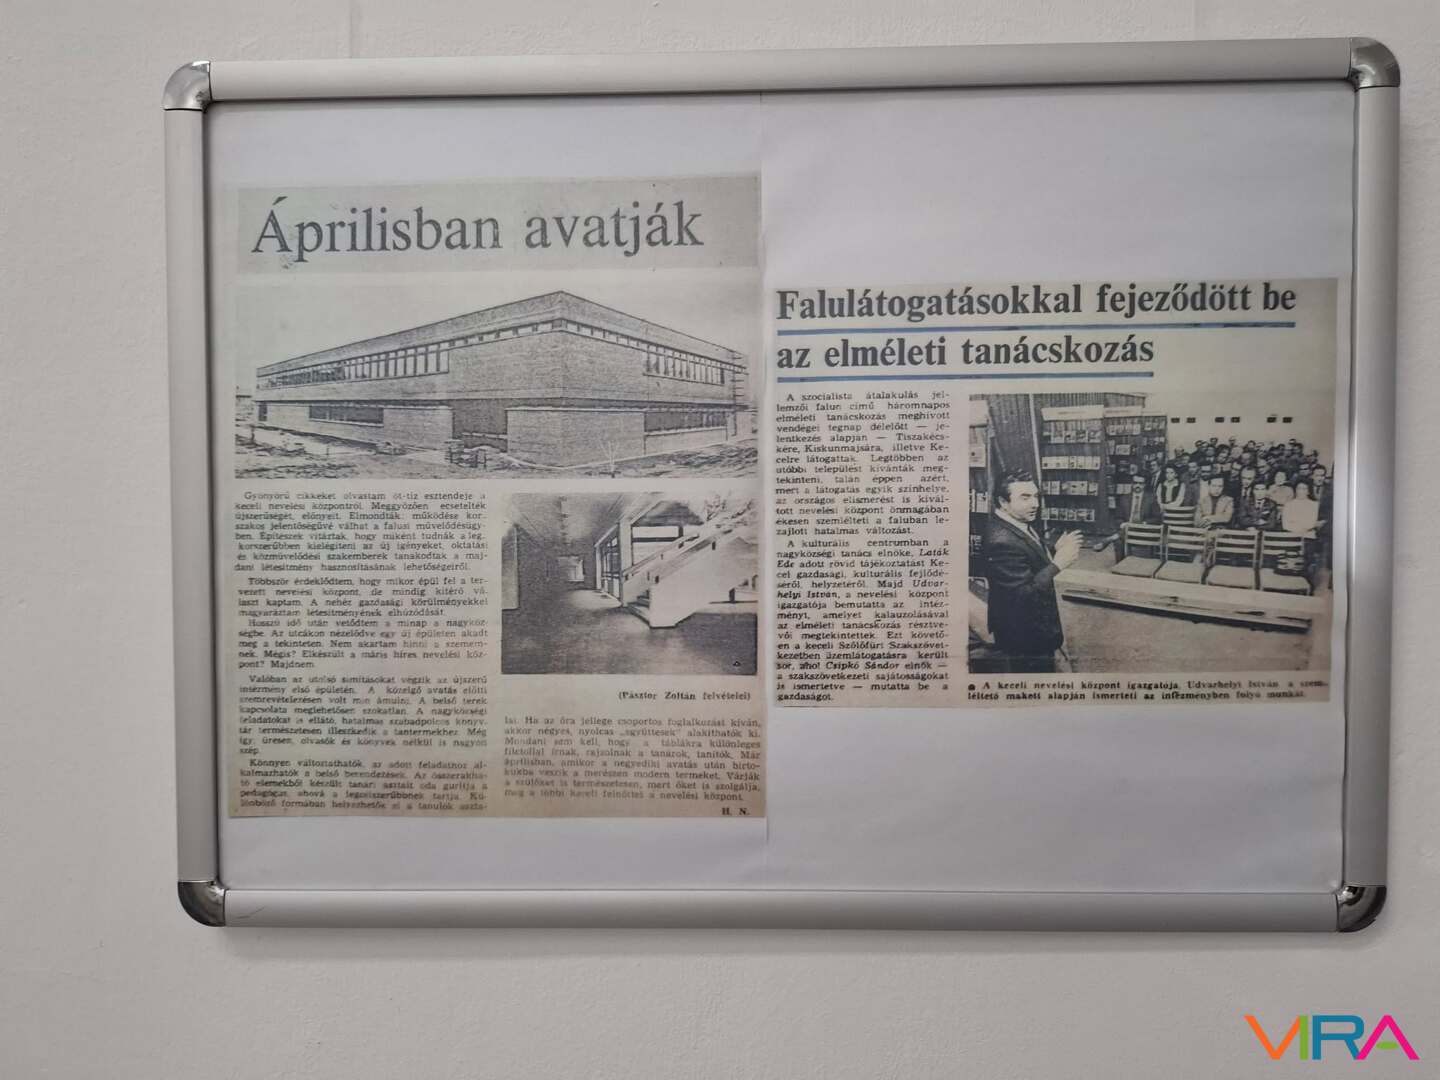 Áprilisban avatják
Gyönyörű cikkeket olvastam öt-tíz esztendeje a
keceli nevelési központról. Meggyőzően ecsetelték
újszerűségét, előnyeit. Elmondták: működése kor-
szakos jelentőségűvé válhat a falusi művelődésügy-
ben. Építészek vitárták, hogy miként tudnák a leg-
korszerűbben kielégíteni az új igényeket, oktatási
és közművelődési szakemberek tanakodtak a maj-
dani létesítmény hasznosításának lehetőségeiről.
Többször érdeklődtem, hogy mikor épül fel a ter-
vezett nevelési központ, de mindig kitérő vá-
laszt kaptam. A nehéz gazdasági körülményekkel
magyaráztam létesítményének elhúzódását.
Hosszú idő után vetődtem a minap a nagyköz-
ségbe. Az utcákon nézelődve egy új épületen akadt
meg a tekintetem. Nem akartam hinni a szemem-
nek. Mégis? Elkészült a máris híres nevelési köz-
pont? Majdnem.
Valóban az utolsó simításokat végzik az újszerű
intézmény első épületén. A közelgő avatás előtti
szemrevételezésen volt min ámulni. A belső terek
kapcsolata meglehetősen szokatlan. A nagyközségi
feladatokat is ellátó, hatalmas szabadpolcos könyv-
tár természetesen illeszkedik a tantermekhez. Még
így, üresen, olvasók és könyvek nélkül is nagyon
szép.
Könnyen változtathatók, az adott feladathoz al-
kalmazhatók a belső berendezések. Az összerakha-
tó elemekből készült tanári asztalt oda gurítja a
pedagógus, ahová a legcélszerűbbnek tartja. Kü-
lönböző formában helyezhetők el a tanulók aszta-
(Pásztor Zoltán felvételei)
lai. Ha az óra jellege csoportos foglalkozást kíván,
akkor négyes, nyolcas „együttesek" alakíthatók ki.
Mondani sem kell, hogy a táblákra különleges
filctollal írnak, rajzolnak a tanárok, tanítók. Már
áprilisban, amikor a negyediki avatás után birto-
kukba veszik a merészen modern termeket. Várják
a szülőket is természetesen, mert őket is szolgálja,
meg a többi keceli felnőttet a nevelési központ.
H. N.
Falulátogatásokkal fejeződött be
az elméleti tanácskozás
A szocialista átalakulás jel-
lemzői falun című háromnapos
elméleti tanácskozás meghívott
vendégei tegnap délelőtt — je-
lentkezés alapján — Tiszakécs-
kére, Kiskunmajsára, illetve Ke-
celre látogattak. Legtöbben az
utóbbi települést kívánták meg-
tekinteni, talán éppen azért,
mert a látogatás egyik színhelye,
az országos elismerést is kivál-
tott nevelési központ önmagában
ékesen szemlélteti a faluban le-
zajlott hatalmas változást.
A kulturális centrumban a
nagyközségi tanács elnöke, Laták
Ede adott rövid tájékoztatást Ke-
cel gazdasági, kulturális fejlődé-
séről, helyzetéről. Majd Udvar-
helyi István, a nevelési központ
igazgatója bemutatta az intéz-
ményt, amelyet kalauzolásával
az elméleti tanácskozás résztve-
vői megtekintettek. Ezt követő-
en a keceli Szőlőfürt Szakszövet-
kezetben üzemlátogatásra került
sor, ahol Csipkó Sándor elnök —
a szakszövetkezeti sajátosságokat
is ismertetve — mutatta be a
gazdaságot.
● A keceli nevelési központ igazgatója, Udvarhelyi István a szem-
léltető makett alapján ismerteti az intézményben folyó munkát.
VIRA